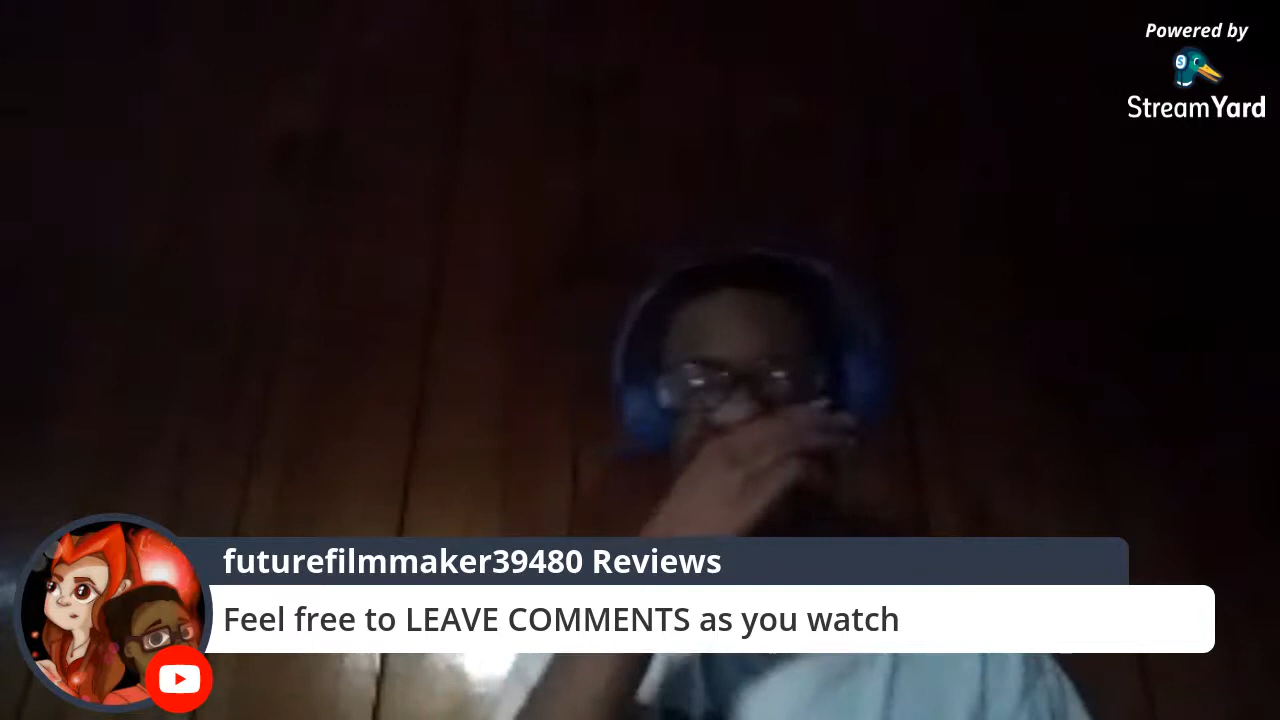 Powered by
StreamYard
futurefilmmaker39480 Reviews
Feel free to LEAVE COMMENTS as you watch